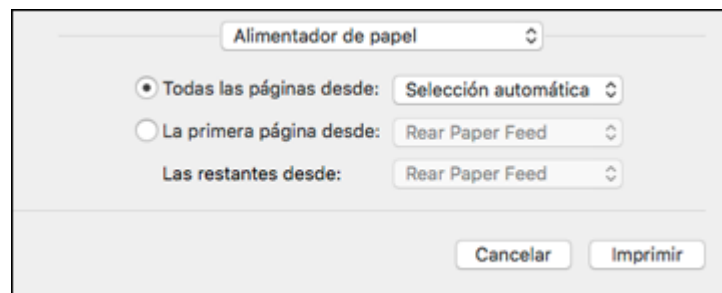 Alimentador de papel
Todas las páginas desde: Selección automática
La primera página desde: Rear Paper Feed
Las restantes desde: Rear Paper Feed
Cancelar Imprimir